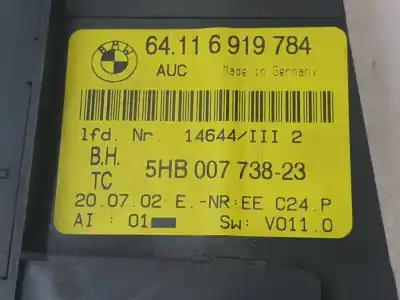 BMW
64.11 6 919 784
AUC Made in Germany
lfd. Nr. 14644/III 2
B.H.
TC 5HB 007 738-23
20.07.02 E.-NR:EE C24.P
AI : 01 SW: V011.0